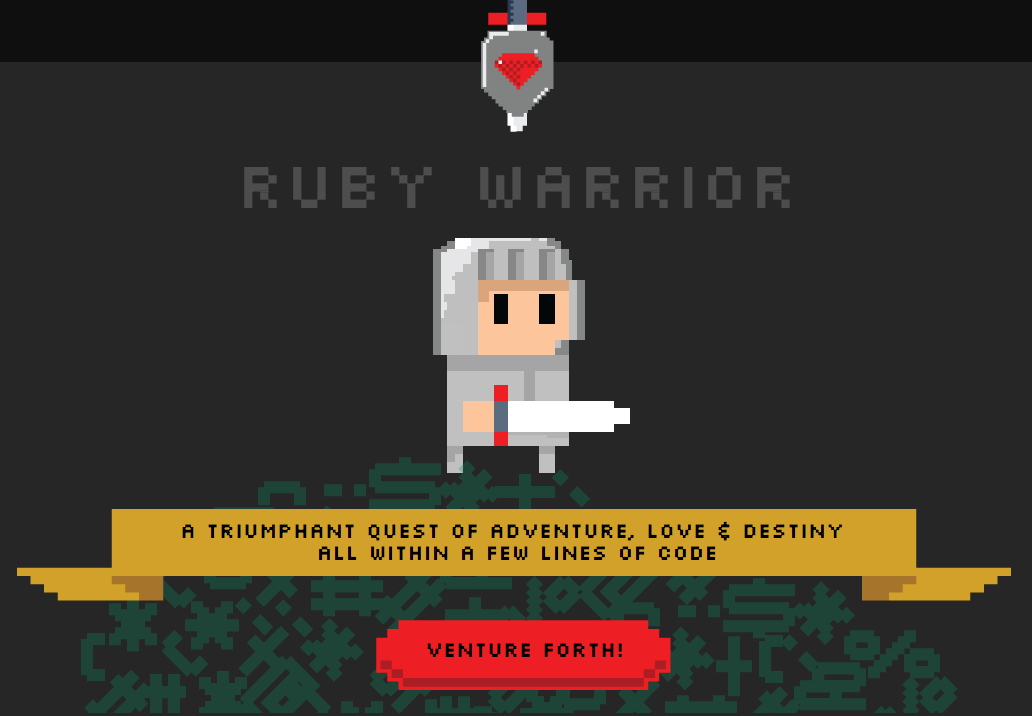 RUBY WARRIOR
A TRIUMPHANT QUEST OF ADVENTURE, LOVE & DESTINY
ALL WITHIN A FEW LINES OF CODE
VENTURE FORTH!